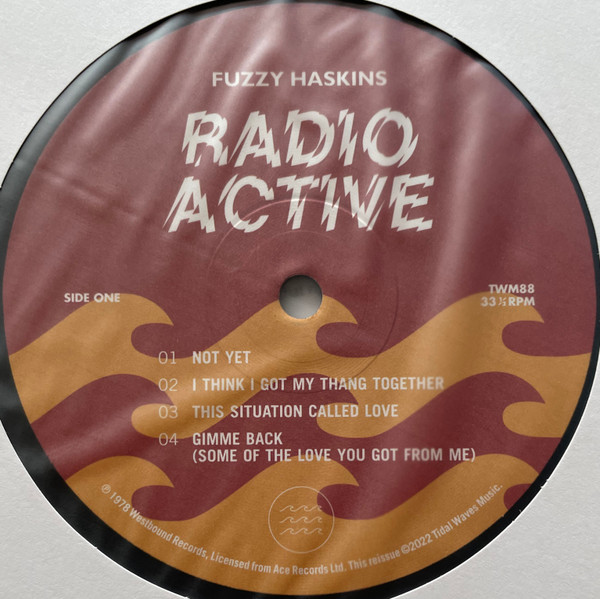 FUZZY HASKINS
RADIO
ACTIVE
SIDE ONE
TWM88
33⅓RPM
01 NOT YET
02 I THINK I GOT MY THANG TOGETHER
03 THIS SITUATION CALLED LOVE
04 GIMME BACK
(SOME OF THE LOVE YOU GOT FROM ME)
℗ 1978 Westbound Records, Licensed from Ace Records Ltd. This reissue ©2022 Tidal Waves Music.